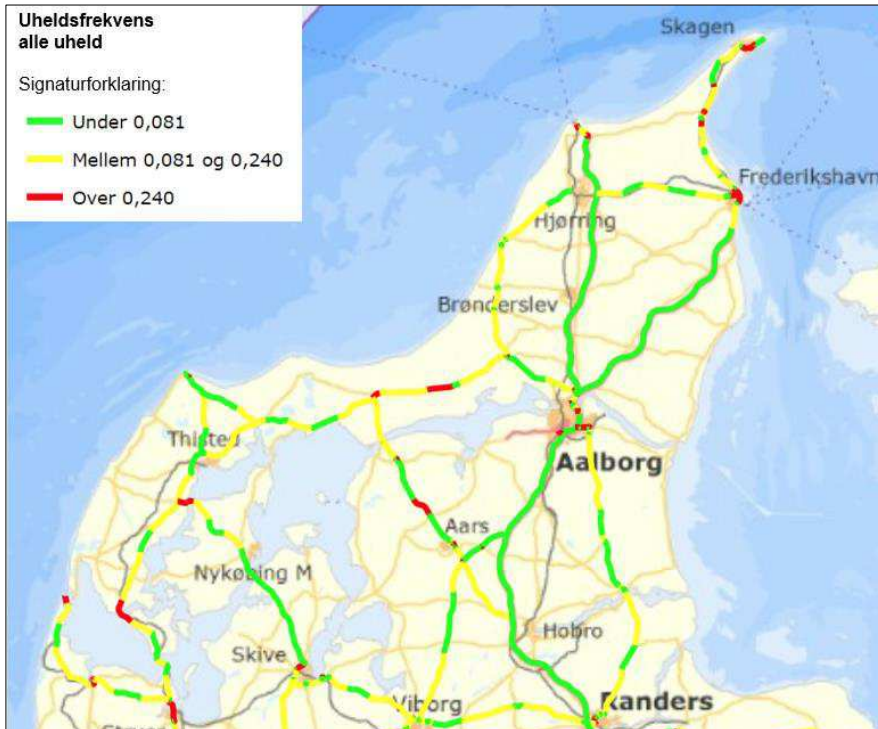 Uheldsfrekvens
alle uheld
Signaturforklaring:
Under 0,081
Mellem 0,081 og 0,240
Over 0,240
Skagen
Frederikshavn
Hjørring
Brønderslev
Thisted
Aalborg
Aars
Nykøbing M
Hobro
Skive
Viborg
Randers